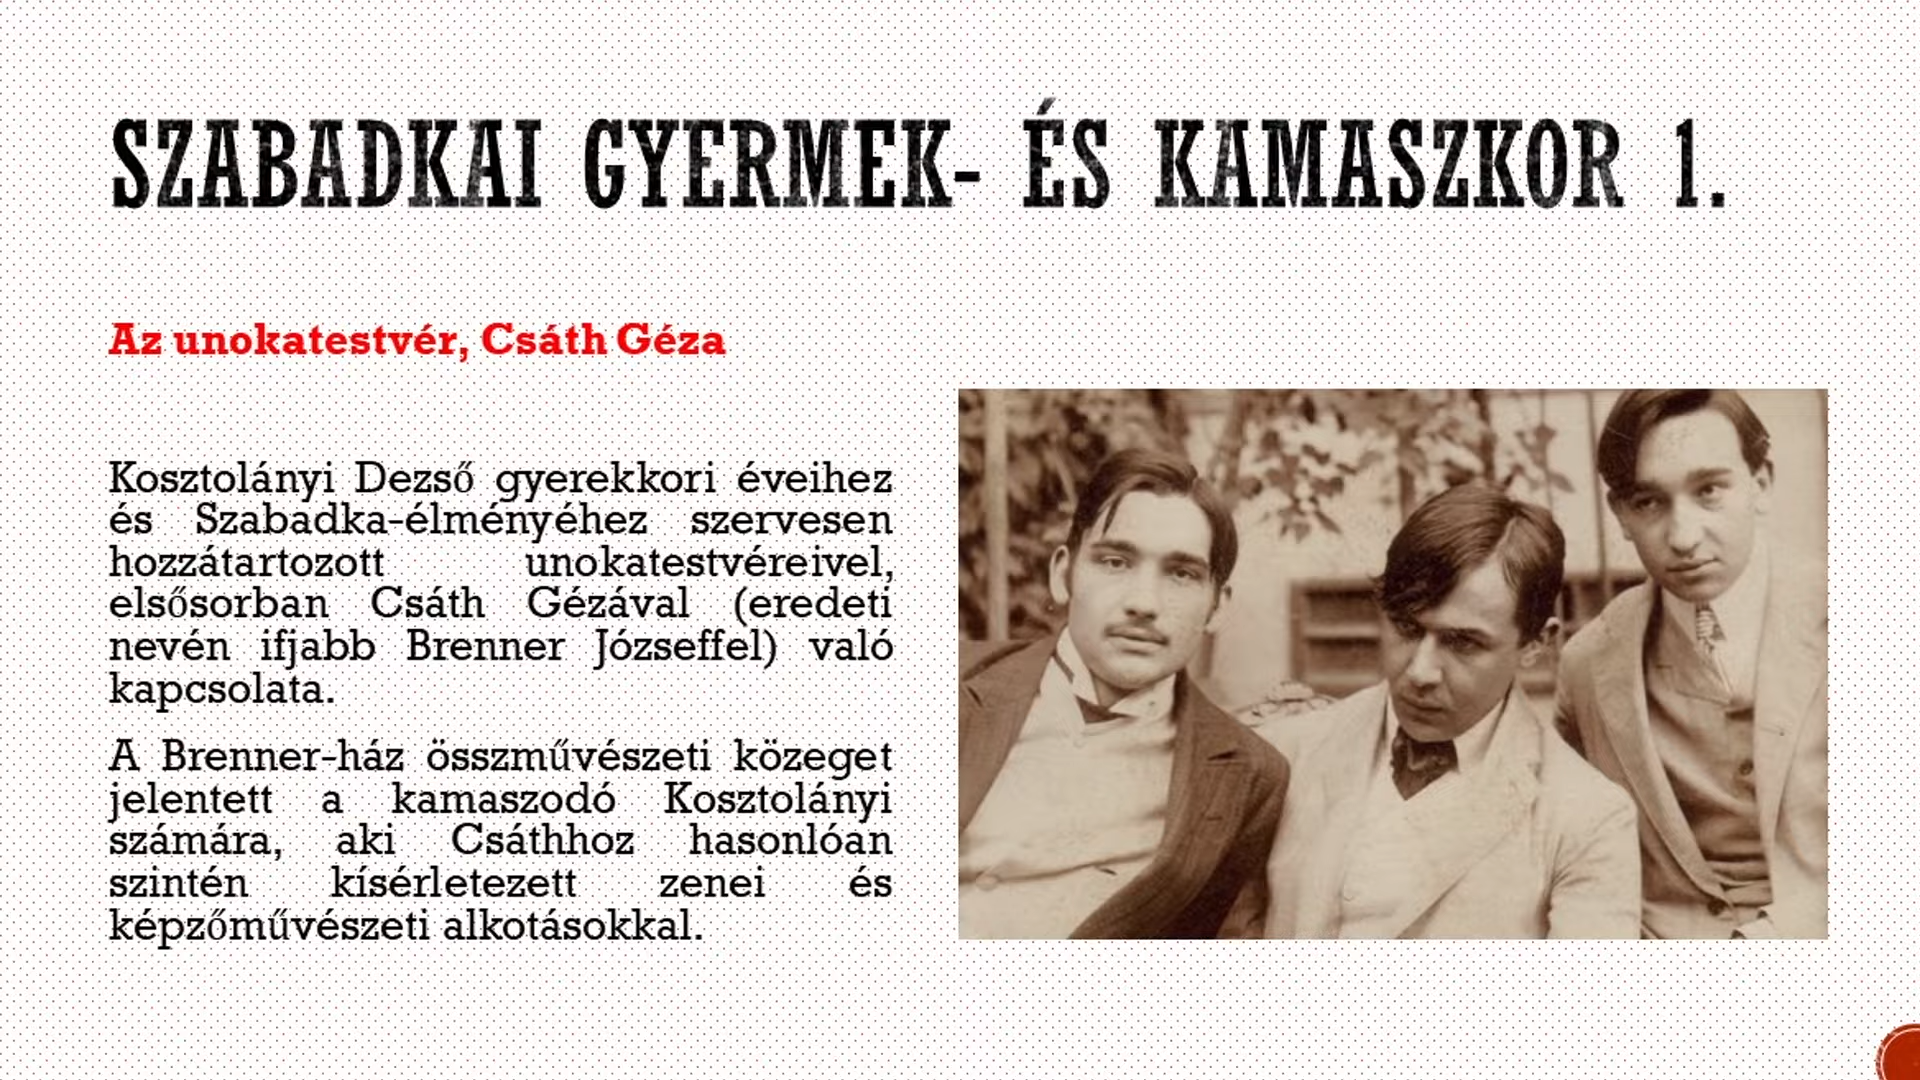 SZABADKAI GYERMEK- ÉS KAMASZKOR 1.
Az unokatestvér, Csáth Géza
Kosztolányi Dezső gyerekkori éveihez
és Szabadka-élményéhez szervesen
hozzátartozott unokatestvéreivel,
elsősorban Csáth Gézával (eredeti
nevén ifjabb Brenner Józseffel) való
kapcsolata.
A Brenner-ház összművészeti közeget
jelentett a kamaszodó Kosztolányi
számára, aki Csáthhoz hasonlóan
szintén kísérletezett zenei és
képzőművészeti alkotásokkal.